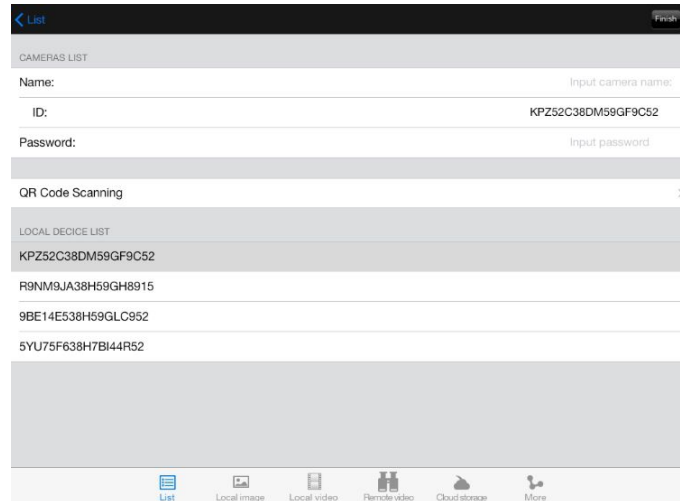 List
Finish
CAMERAS LIST
Name: Input camera name:
ID: KPZ52C38DM59GF9C52
Password: Input password
QR Code Scanning
LOCAL DECICE LIST
KPZ52C38DM59GF9C52
R9NM9JA38H59GH8915
9BE14E538H59GLC952
5YU75F638H7BI44R52
List Local image Local video Remote video Cloud storage More